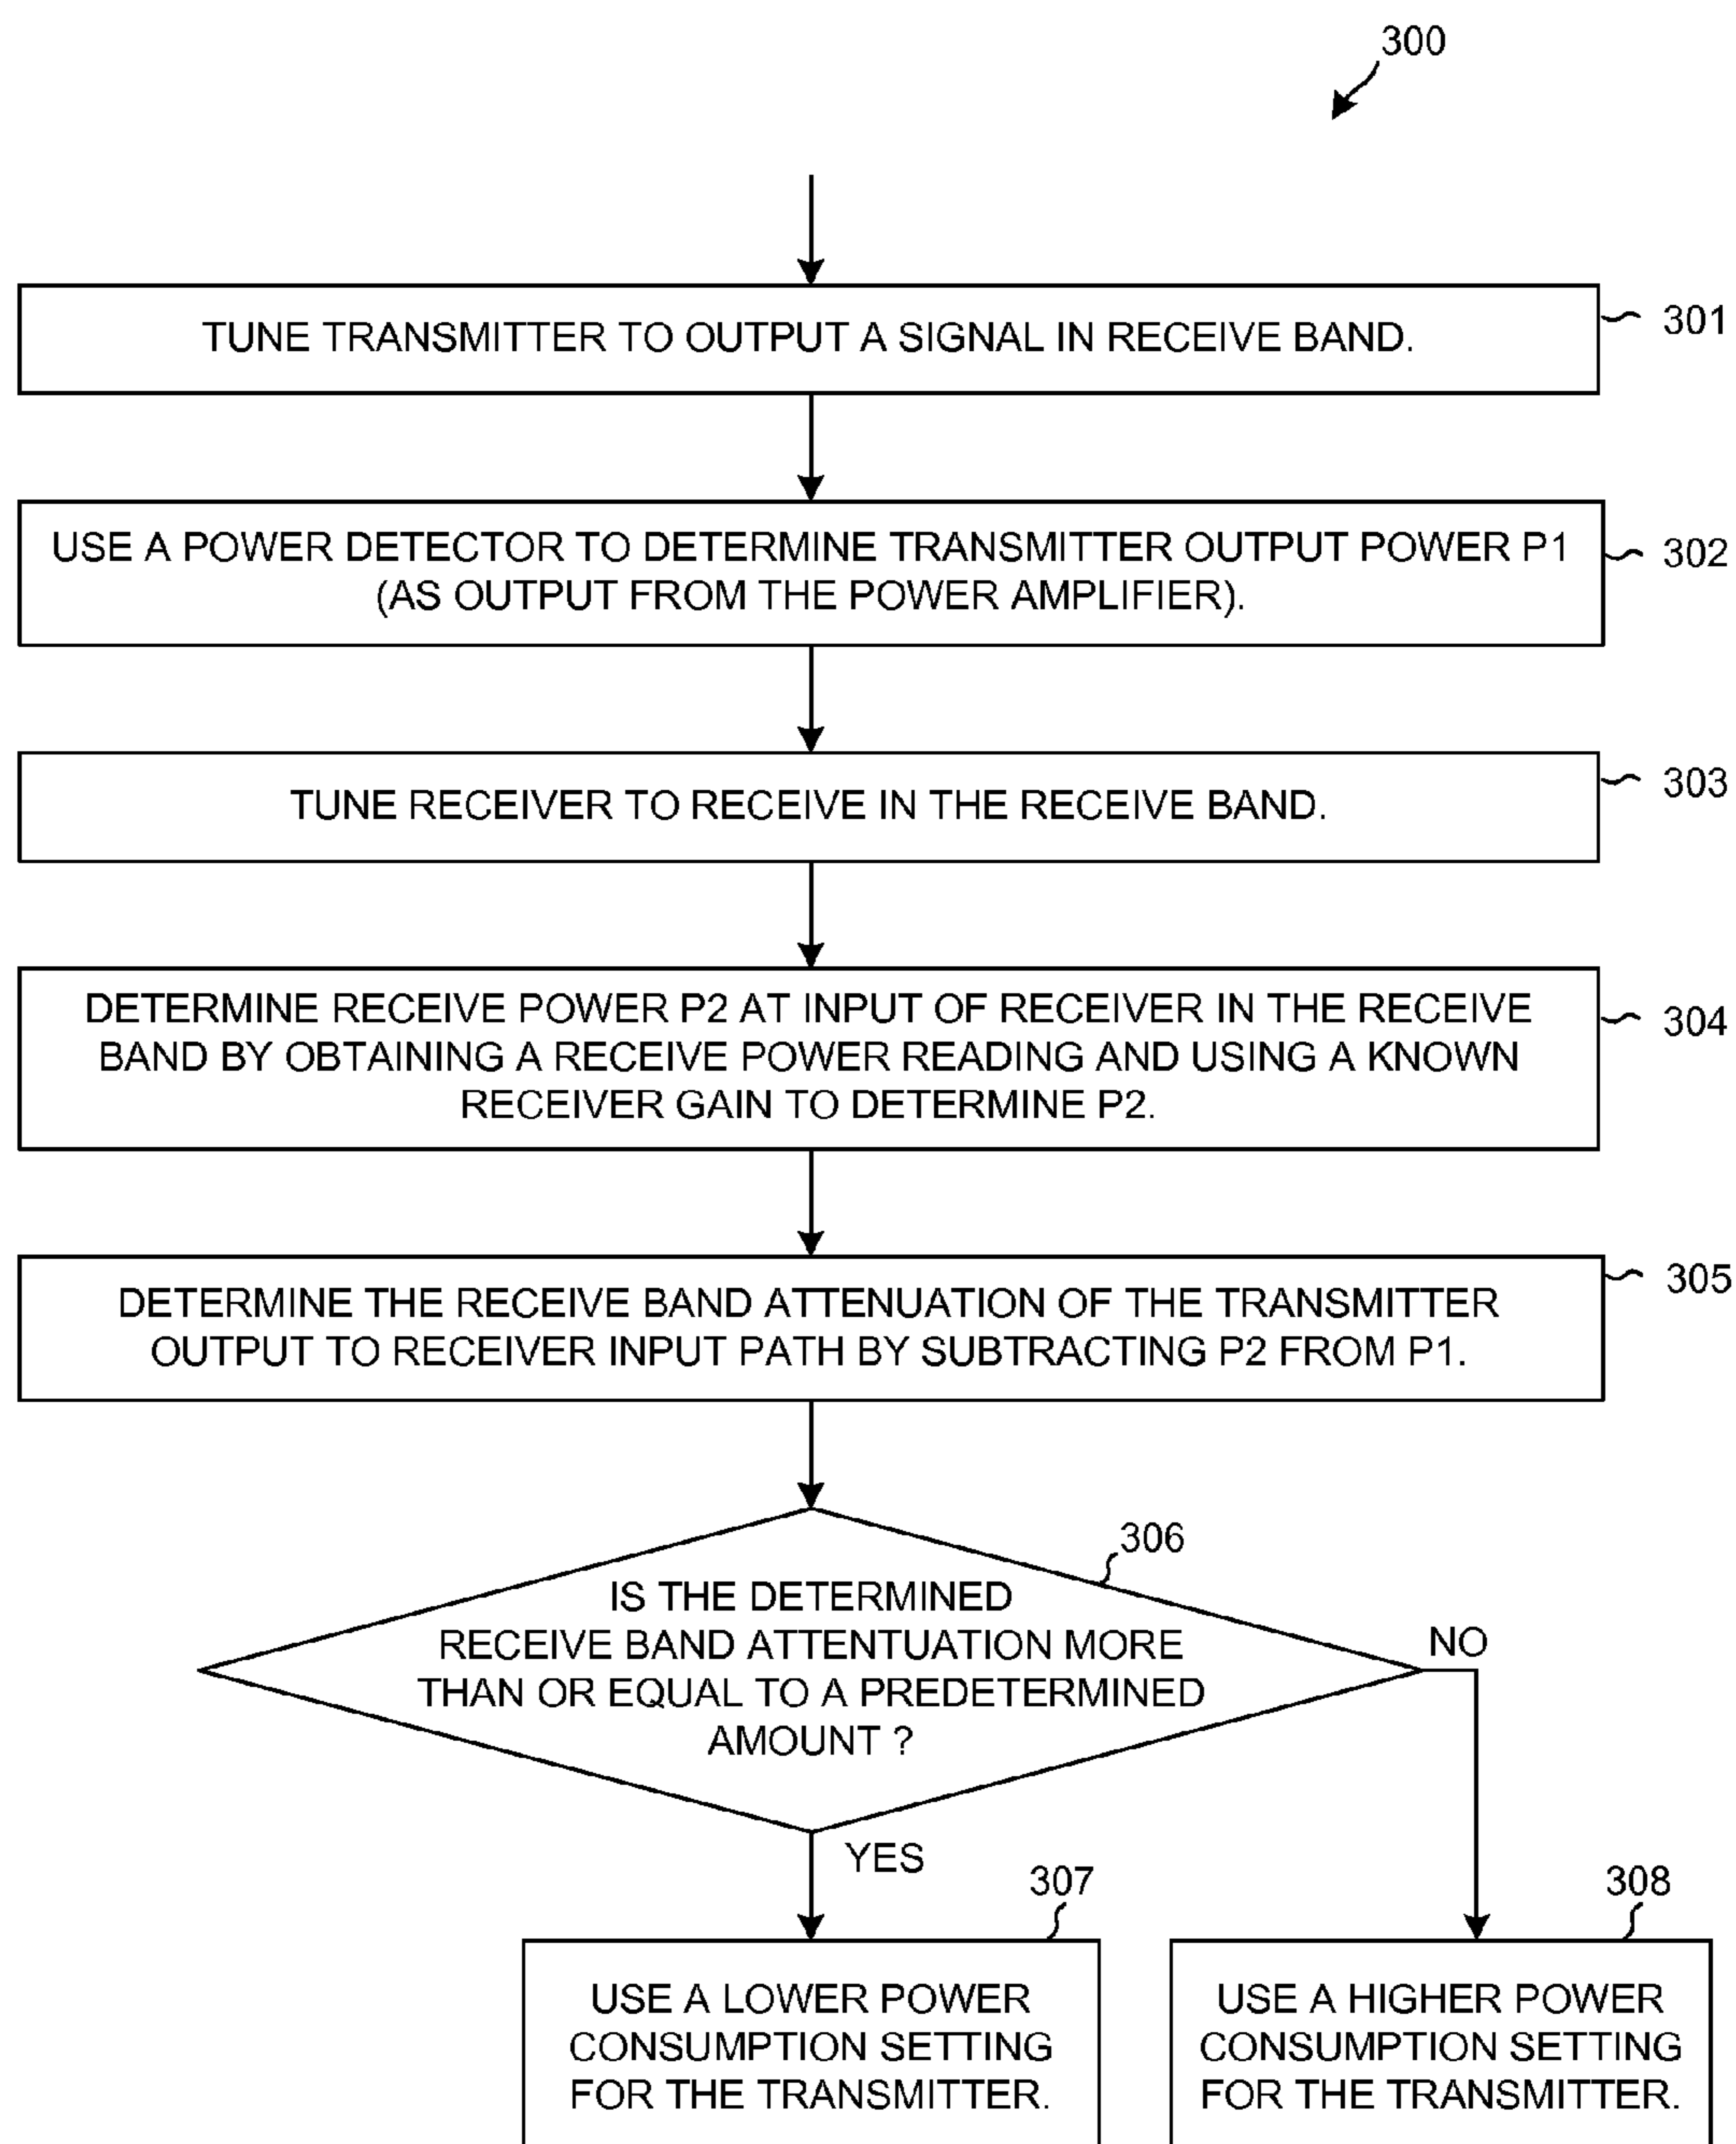 300
TUNE TRANSMITTER TO OUTPUT A SIGNAL IN RECEIVE BAND.
301
USE A POWER DETECTOR TO DETERMINE TRANSMITTER OUTPUT POWER P1
(AS OUTPUT FROM THE POWER AMPLIFIER).
302
TUNE RECEIVER TO RECEIVE IN THE RECEIVE BAND.
303
DETERMINE RECEIVE POWER P2 AT INPUT OF RECEIVER IN THE RECEIVE
BAND BY OBTAINING A RECEIVE POWER READING AND USING A KNOWN
RECEIVER GAIN TO DETERMINE P2.
304
DETERMINE THE RECEIVE BAND ATTENUATION OF THE TRANSMITTER
OUTPUT TO RECEIVER INPUT PATH BY SUBTRACTING P2 FROM P1.
305
306
IS THE DETERMINED
RECEIVE BAND ATTENTUATION MORE
THAN OR EQUAL TO A PREDETERMINED
AMOUNT ?
NO
YES
307
USE A LOWER POWER
CONSUMPTION SETTING
FOR THE TRANSMITTER.
308
USE A HIGHER POWER
CONSUMPTION SETTING
FOR THE TRANSMITTER.